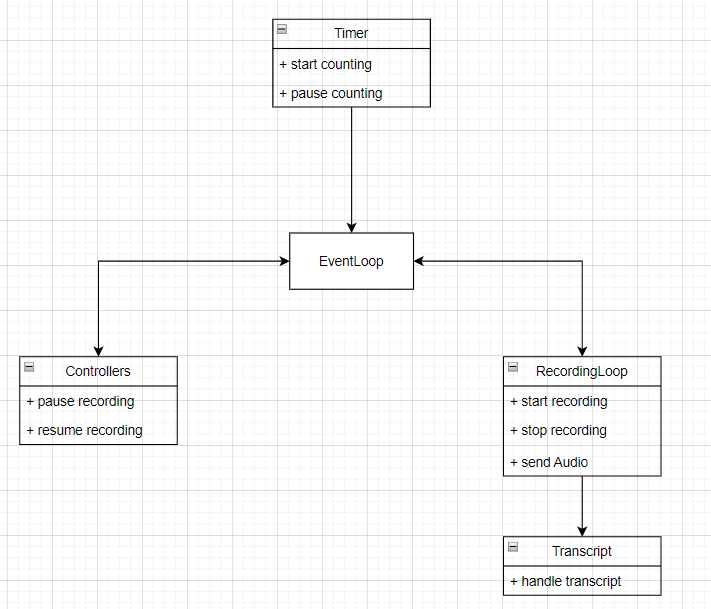 Timer
+ start counting
+ pause counting
EventLoop
Controllers
+ pause recording
+ resume recording
RecordingLoop
+ start recording
+ stop recording
+ send Audio
Transcript
+ handle transcript